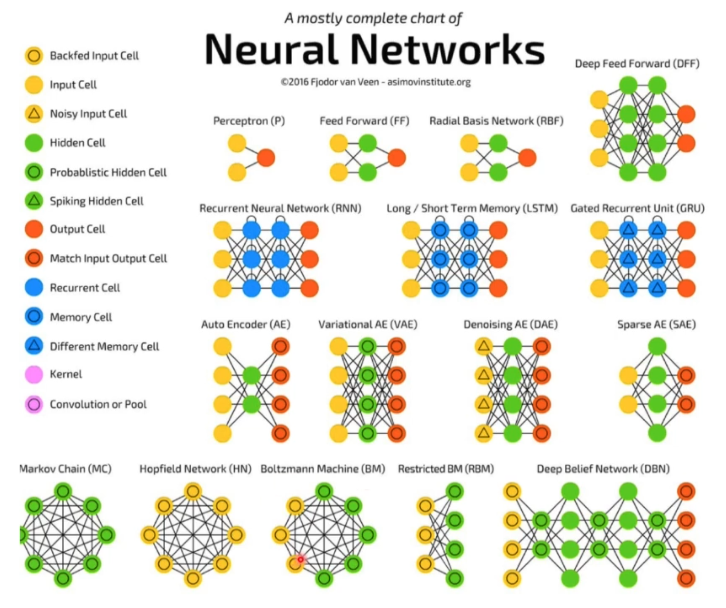 A mostly complete chart of
Neural Networks
©2016 Fjodor van Veen - asimovinstitute.org
Backfed Input Cell
Input Cell
Noisy Input Cell
Hidden Cell
Probablistic Hidden Cell
Spiking Hidden Cell
Output Cell
Match Input Output Cell
Recurrent Cell
Memory Cell
Different Memory Cell
Kernel
Convolution or Pool
Deep Feed Forward (DFF)
Perceptron (P)
Feed Forward (FF)
Radial Basis Network (RBF)
Recurrent Neural Network (RNN)
Long / Short Term Memory (LSTM)
Gated Recurrent Unit (GRU)
Auto Encoder (AE)
Variational AE (VAE)
Denoising AE (DAE)
Sparse AE (SAE)
Markov Chain (MC)
Hopfield Network (HN)
Boltzmann Machine (BM)
Restricted BM (RBM)
Deep Belief Network (DBN)